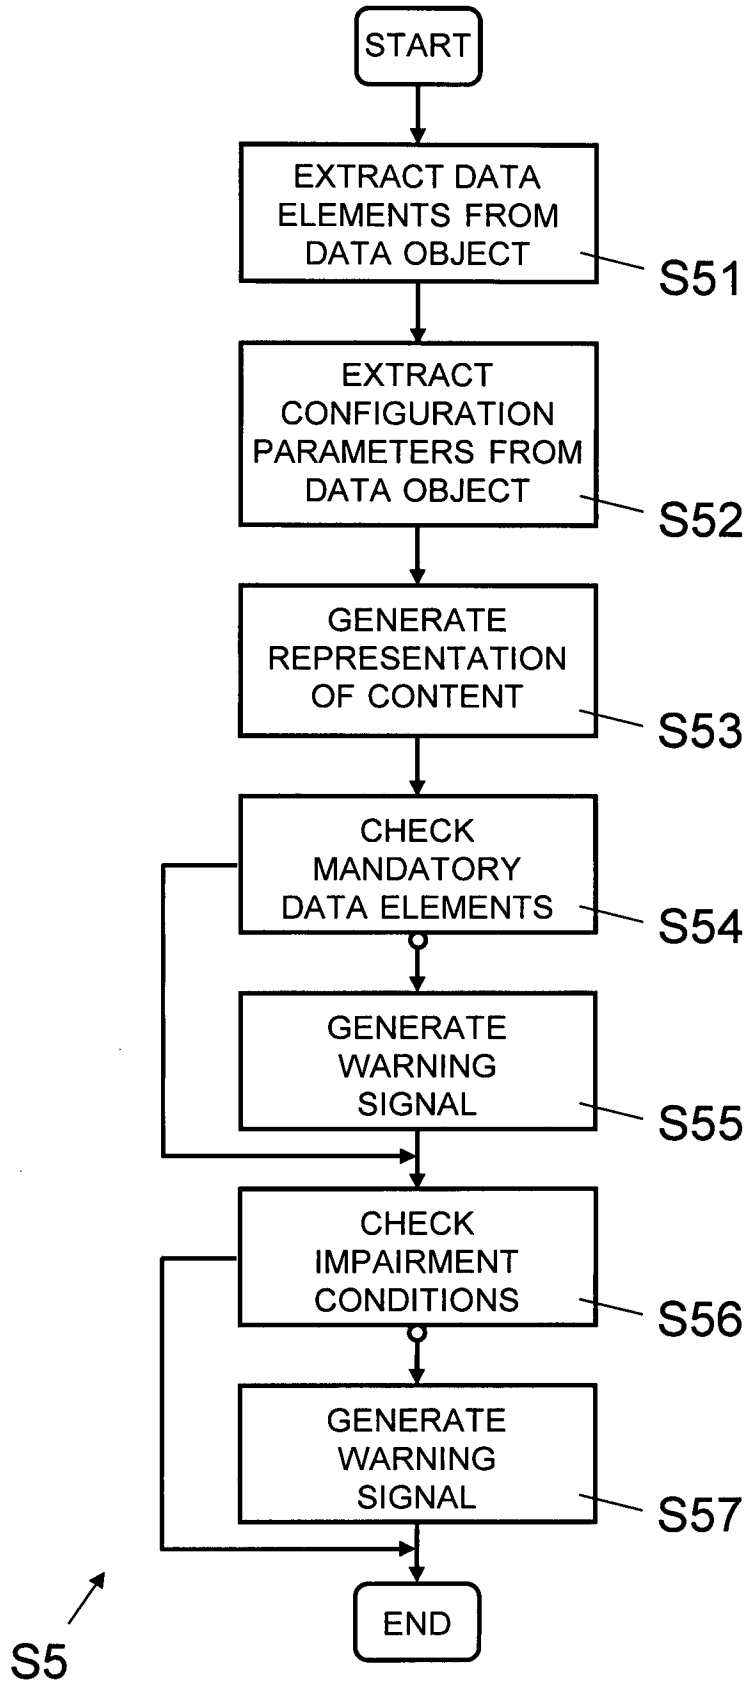 START
EXTRACT DATA
ELEMENTS FROM
DATA OBJECT
S51
EXTRACT
CONFIGURATION
PARAMETERS FROM
DATA OBJECT
S52
GENERATE
REPRESENTATION
OF CONTENT
S53
CHECK
MANDATORY
DATA ELEMENTS
S54
GENERATE
WARNING
SIGNAL
S55
CHECK
IMPAIRMENT
CONDITIONS
S56
GENERATE
WARNING
SIGNAL
S57
END
S5